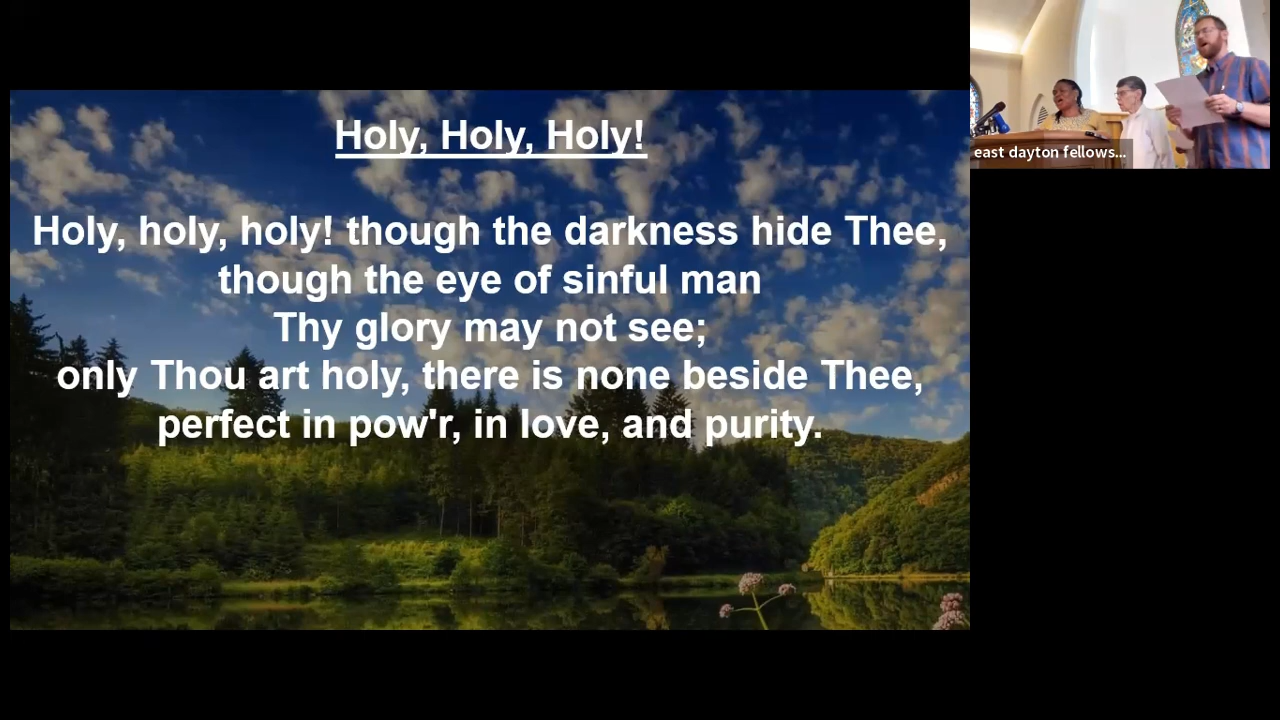 Holy, Holy, Holy!
Holy, holy, holy! though the darkness hide Thee,
though the eye of sinful man
Thy glory may not see;
only Thou art holy, there is none beside Thee,
perfect in pow'r, in love, and purity.
east dayton fellows...